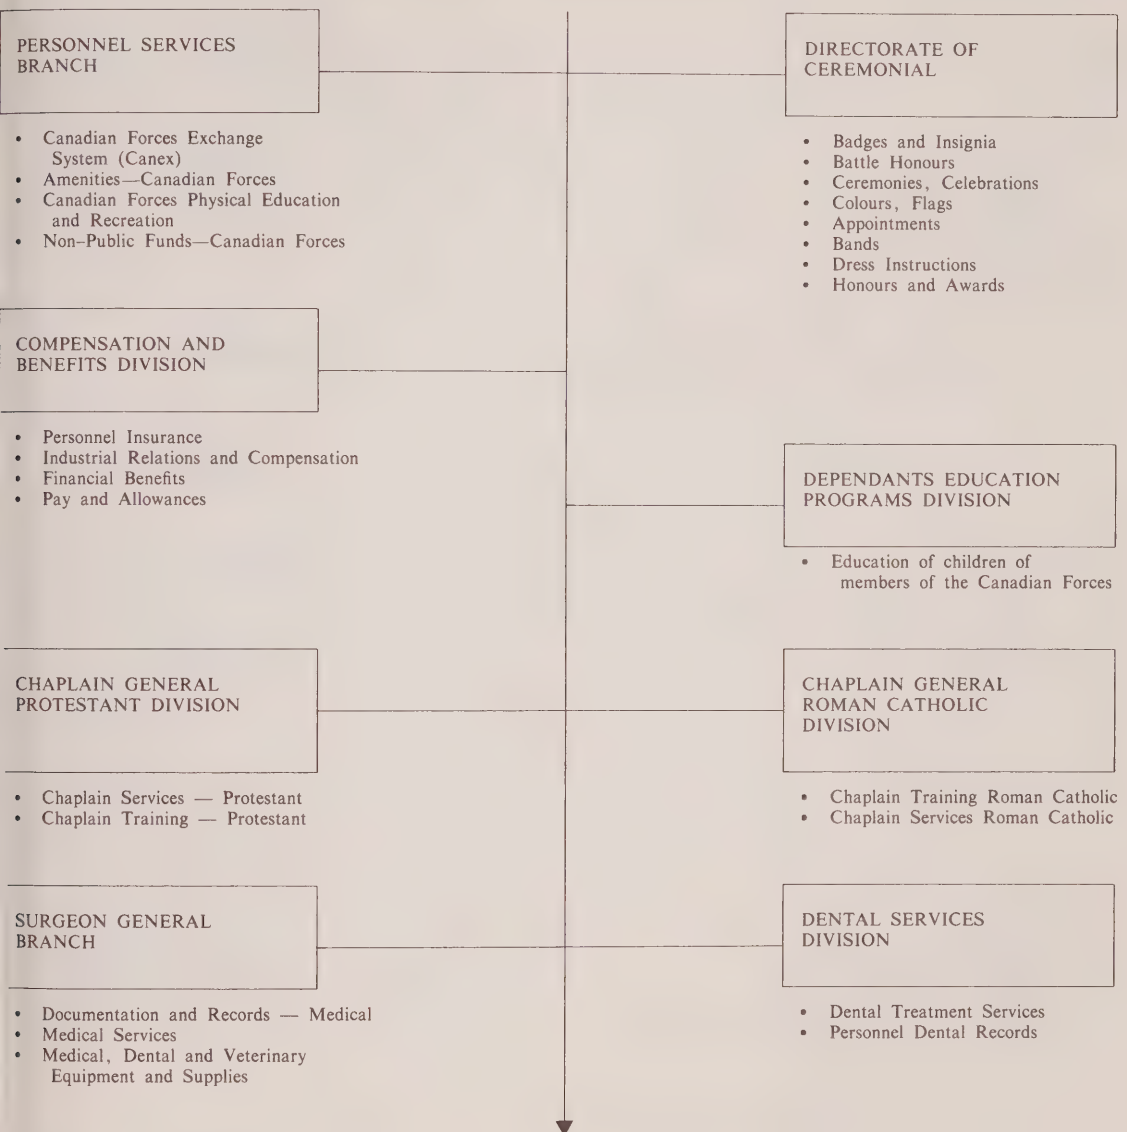 PERSONNEL SERVICES
BRANCH
• Canadian Forces Exchange
System (Canex)
• Amenities—Canadian Forces
• Canadian Forces Physical Education
and Recreation
• Non-Public Funds—Canadian Forces
DIRECTORATE OF
CEREMONIAL
• Badges and Insignia
• Battle Honours
• Ceremonies, Celebrations
• Colours, Flags
• Appointments
• Bands
• Dress Instructions
• Honours and Awards
COMPENSATION AND
BENEFITS DIVISION
• Personnel Insurance
• Industrial Relations and Compensation
• Financial Benefits
• Pay and Allowances
DEPENDANTS EDUCATION
PROGRAMS DIVISION
• Education of children of
members of the Canadian Forces
CHAPLAIN GENERAL
PROTESTANT DIVISION
• Chaplain Services — Protestant
• Chaplain Training — Protestant
CHAPLAIN GENERAL
ROMAN CATHOLIC
DIVISION
• Chaplain Training Roman Catholic
• Chaplain Services Roman Catholic
SURGEON GENERAL
BRANCH
• Documentation and Records — Medical
• Medical Services
• Medical, Dental and Veterinary
Equipment and Supplies
DENTAL SERVICES
DIVISION
• Dental Treatment Services
• Personnel Dental Records